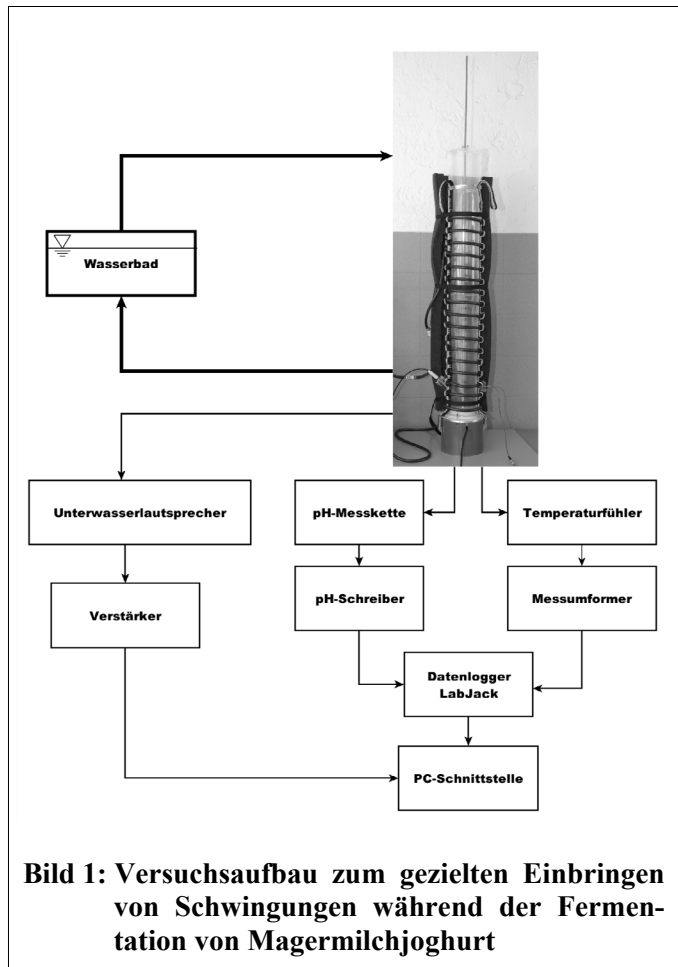 Wasserbad
Unterwasserlautsprecher
pH-Messkette
Temperaturfühler
Verstärker
pH-Schreiber
Messumformer
Datenlogger
LabJack
PC-Schnittstelle
Bild 1: Versuchsaufbau zum gezielten Einbringen
von Schwingungen während der Fermen-
tation von Magermilchjoghurt